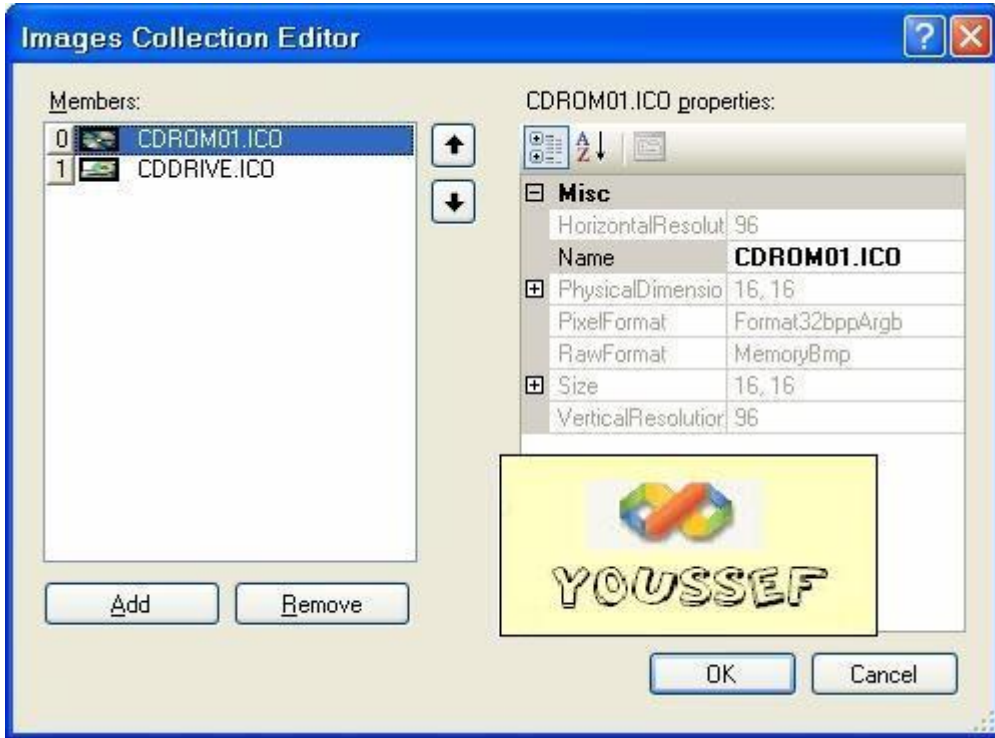 Images Collection Editor
Members:
0 CDROM01.ICO
1 CDDRIVE.ICO
Add
Remove
CDROM01.ICO properties:
A
Z
Misc
HorizontalResolut 96
Name CDROM01.ICO
PhysicalDimensio 16, 16
PixelFormat Format32bppArgb
RawFormat MemoryBmp
Size 16, 16
VerticalResolution 96
YOUSSEF
OK
Cancel